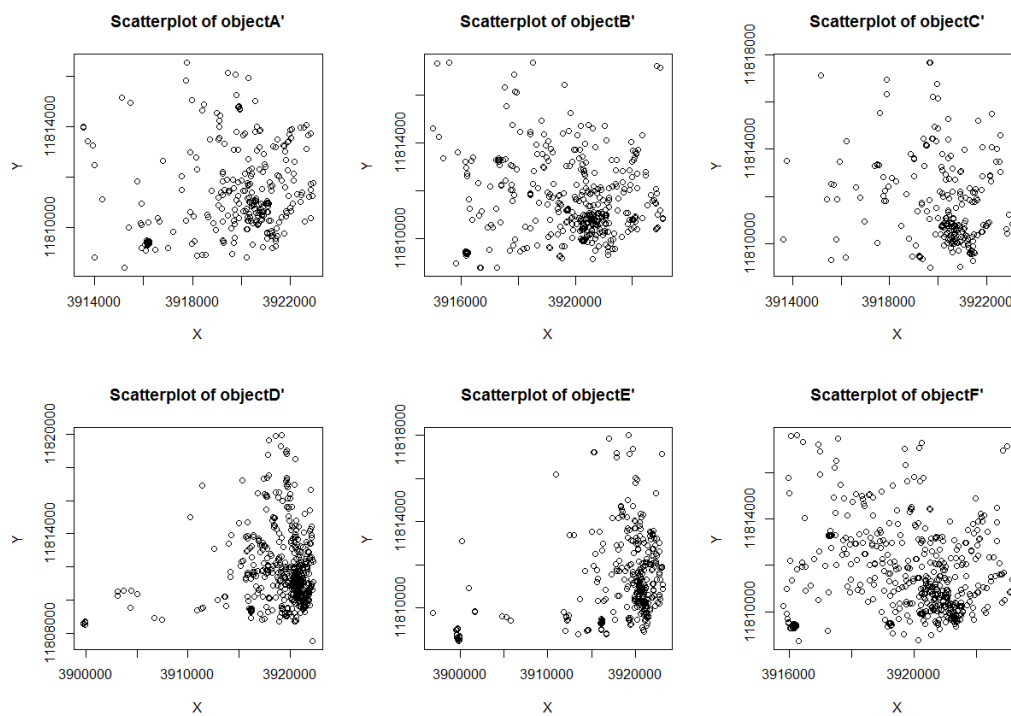 Scatterplot of objectA'
Y
11810000 11814000
3914000 3918000 3922000
X
Scatterplot of objectB'
Y
11810000 11814000
3916000 3920000
X
Scatterplot of objectC'
Y
11810000 11814000 11818000
3914000 3918000 3922000
X
Scatterplot of objectD'
Y
11808000 11814000 11820000
3900000 3910000 3920000
X
Scatterplot of objectE'
Y
11810000 11814000 11818000
3900000 3910000 3920000
X
Scatterplot of objectF'
Y
11810000 11814000 11818000
3916000 3920000
X